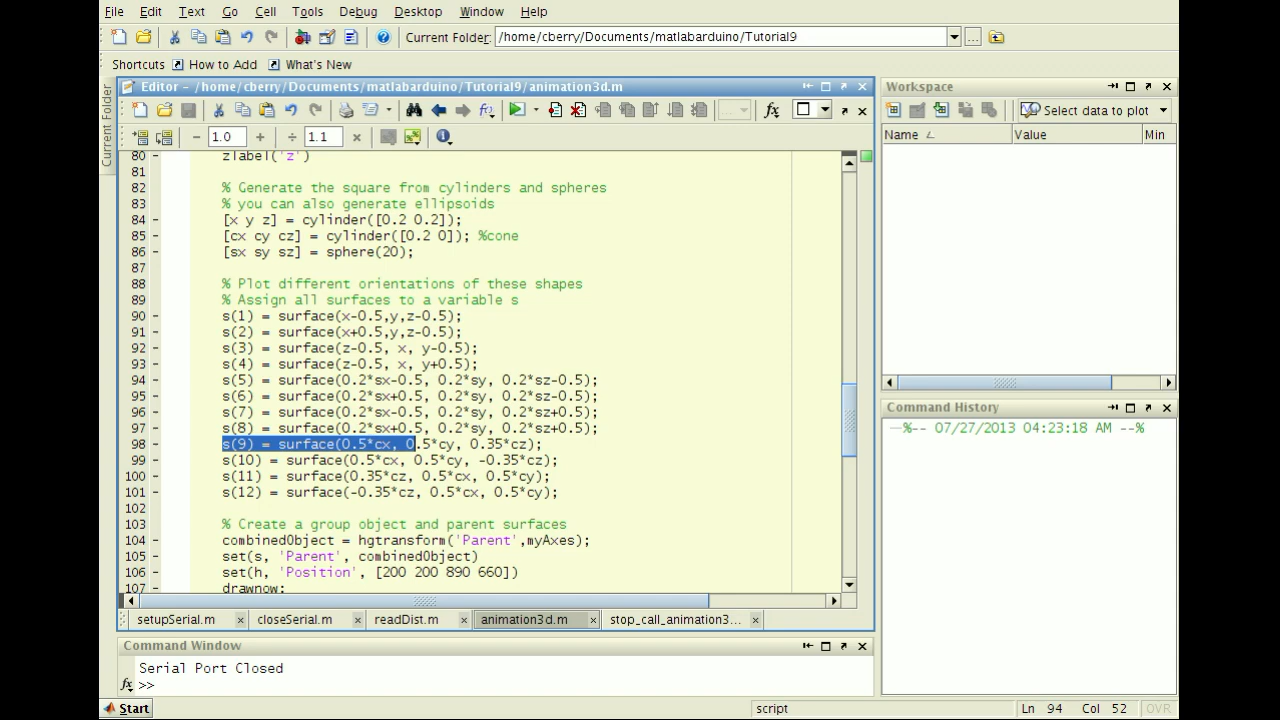 File Edit Text Go Cell Tools Debug Desktop Window Help
Current Folder: /home/cberry/Documents/matlabarduino/Tutorial9 ...
Shortcuts How to Add What's New
Current Folder
Editor - /home/cberry/Documents/matlabarduino/Tutorial9/animation3d.m
fx
- 1.0 + ÷ 1.1 ×
80 zlabel('z')
81
82 % Generate the square from cylinders and spheres
83 % you can also generate ellipsoids
84 - [x y z] = cylinder([0.2 0.2]);
85 - [cx cy cz] = cylinder([0.2 0]); %cone
86 - [sx sy sz] = sphere(20);
87
88 % Plot different orientations of these shapes
89 % Assign all surfaces to a variable s
90 - s(1) = surface(x-0.5,y,z-0.5);
91 - s(2) = surface(x+0.5,y,z-0.5);
92 - s(3) = surface(z-0.5, x, y-0.5);
93 - s(4) = surface(z-0.5, x, y+0.5);
94 - s(5) = surface(0.2*sx-0.5, 0.2*sy, 0.2*sz-0.5);
95 - s(6) = surface(0.2*sx+0.5, 0.2*sy, 0.2*sz-0.5);
96 - s(7) = surface(0.2*sx-0.5, 0.2*sy, 0.2*sz+0.5);
97 - s(8) = surface(0.2*sx+0.5, 0.2*sy, 0.2*sz+0.5);
98 - s(9) = surface(0.5*cx, 0.5*cy, 0.35*cz);
99 - s(10) = surface(0.5*cx, 0.5*cy, -0.35*cz);
100 - s(11) = surface(0.35*cz, 0.5*cx, 0.5*cy);
101 - s(12) = surface(-0.35*cz, 0.5*cx, 0.5*cy);
102
103 % Create a group object and parent surfaces
104 - combinedObject = hgtransform('Parent',myAxes);
105 - set(s, 'Parent', combinedObject)
106 - set(h, 'Position', [200 200 890 660])
107 - drawnow;
setupSerial.m × closeSerial.m × readDist.m × animation3d.m × stop_call_animation3... ×
Command Window
Serial Port Closed
fx >>
Workspace
Select data to plot
Name Value Min
Command History
%-- 07/27/2013 04:23:18 AM --%
Start script Ln 94 Col 52 OVR